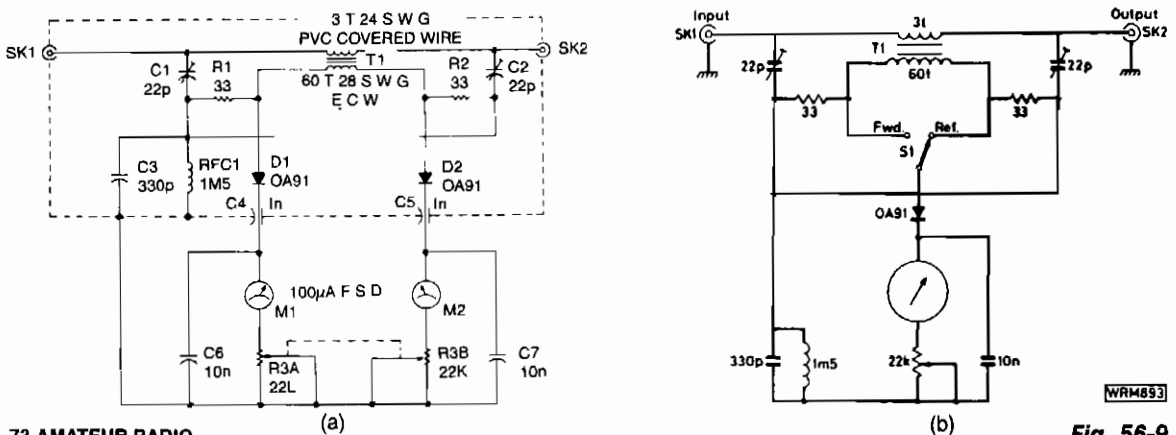 3 T 24 S W G
PVC COVERED WIRE
SK1
SK2
T1
C1
22p
R1
33
60 T 28 S W G
E C W
R2
33
C2
22p
C3
330p
RFC1
1M5
D1
OA91
D2
OA91
C4
In
C5
In
100µA F S D
M1
M2
C6
10n
R3A
22L
R3B
22K
C7
10n
(a)
Input
SK1
3t
Output
SK2
T1
22p
60t
22p
33
33
Fwd.
Ref.
S1
OA91
330p
1m5
22k
10n
WRM893
(b)
73 AMATEUR RADIO
Fig. 56-9